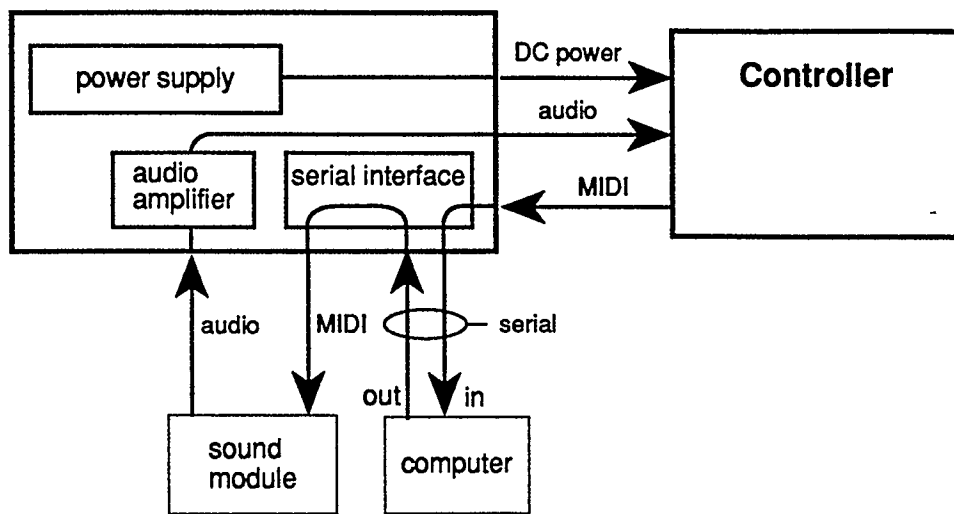 DC power
Controller
power supply
audio
audio
amplifier
serial interface
MIDI
audio
MIDI
serial
out
in
sound
module
computer